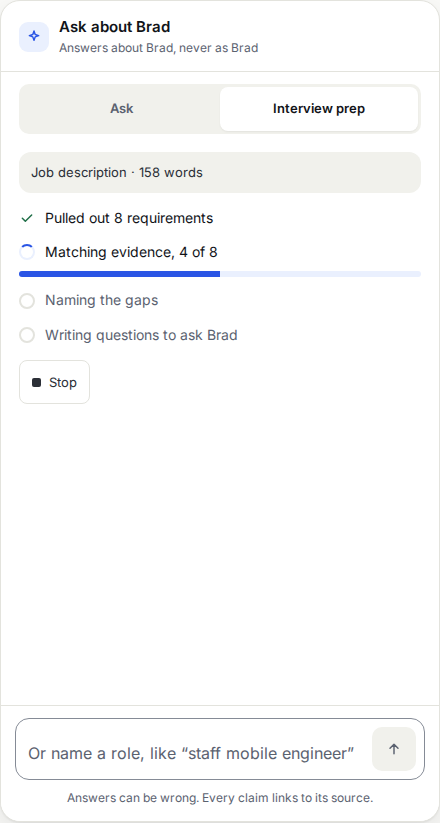 Ask about Brad
Answers about Brad, never as Brad
Ask
Interview prep
Job description · 158 words
Pulled out 8 requirements
Matching evidence, 4 of 8
Naming the gaps
Writing questions to ask Brad
Stop
Or name a role, like “staff mobile engineer”
Answers can be wrong. Every claim links to its source.